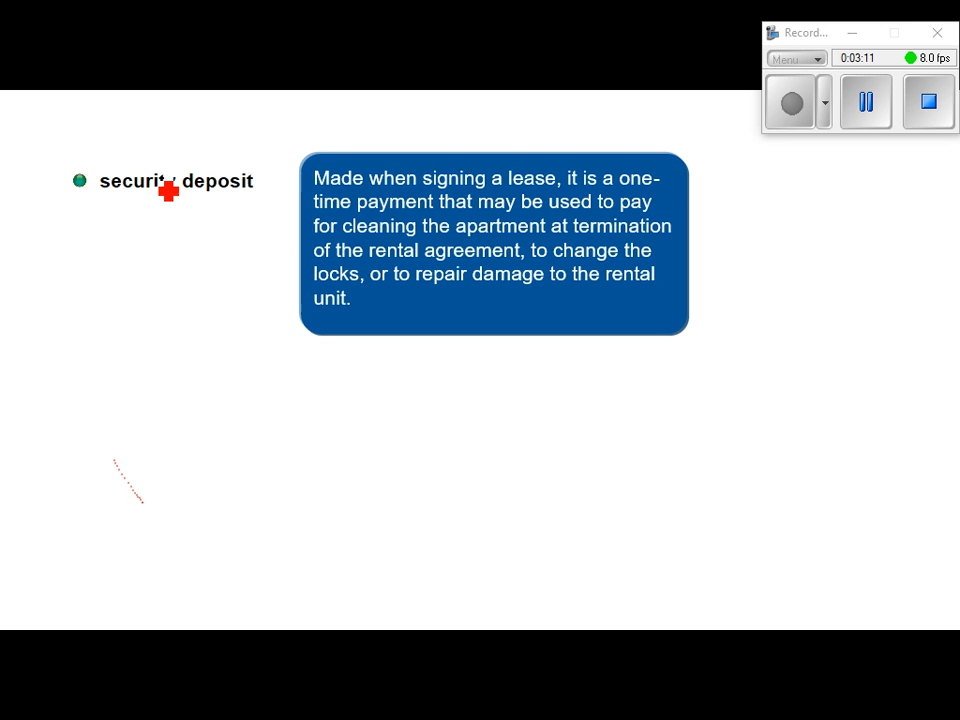 Record...
Menu
0:03:11
8.0 fps
security deposit
Made when signing a lease, it is a one-
time payment that may be used to pay
for cleaning the apartment at termination
of the rental agreement, to change the
locks, or to repair damage to the rental
unit.